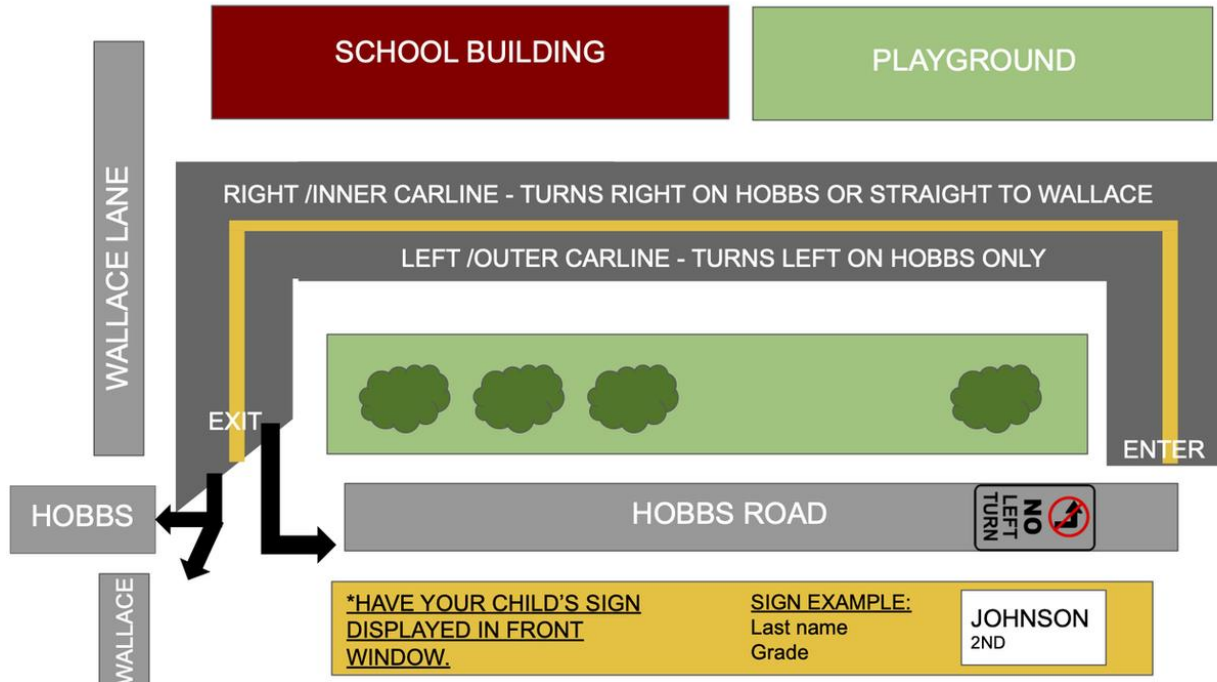 SCHOOL BUILDING
PLAYGROUND
WALLACE LANE
RIGHT /INNER CARLINE - TURNS RIGHT ON HOBBS OR STRAIGHT TO WALLACE
LEFT /OUTER CARLINE - TURNS LEFT ON HOBBS ONLY
EXIT
ENTER
HOBBS
HOBBS ROAD
NO
LEFT
TURN
WALLACE
*HAVE YOUR CHILD'S SIGN
DISPLAYED IN FRONT
WINDOW.
SIGN EXAMPLE:
Last name
Grade
JOHNSON
2ND